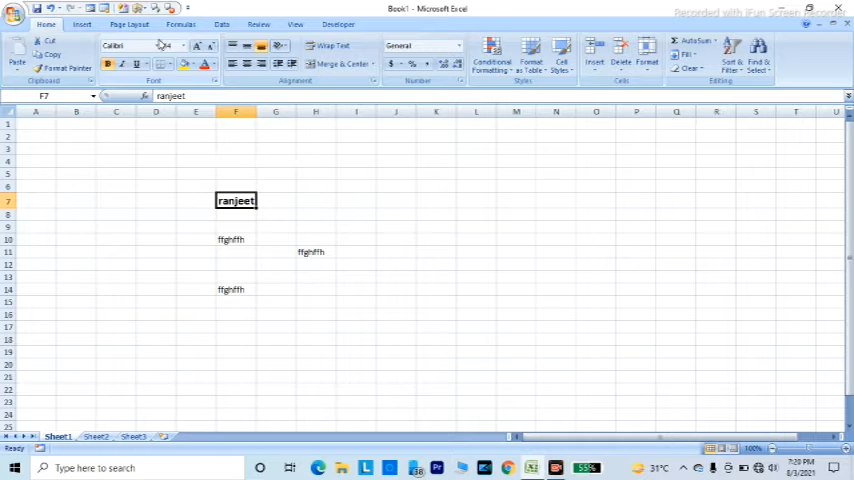 Book1 - Microsoft Excel
RECORDED WITH iFun Screen Recorder
Home Insert Page Layout Formulas Data Review View Developer
Cut
Copy
Format Painter
Paste
Clipboard
Calibri
B I U
Font
Wrap Text
Merge & Center
Alignment
General
$ % ,
Number
Conditional Formatting
Format as Table
Cell Styles
Styles
Insert Delete Format
Cells
AutoSum
Fill
Clear
Sort & Filter
Find & Select
Editing
F7
fx
ranjeet
A B C D E F G H I J K L M N O P Q R S T U
1
2
3
4
5
6
7 ranjeet
8
9
10 ffghffh
11 ffghffh
12
13
14 ffghffh
15
16
17
18
19
20
21
22
23
24
25
Sheet1 Sheet2 Sheet3
Ready
100%
Type here to search
55%
31°C
7:20 PM
8/3/2021